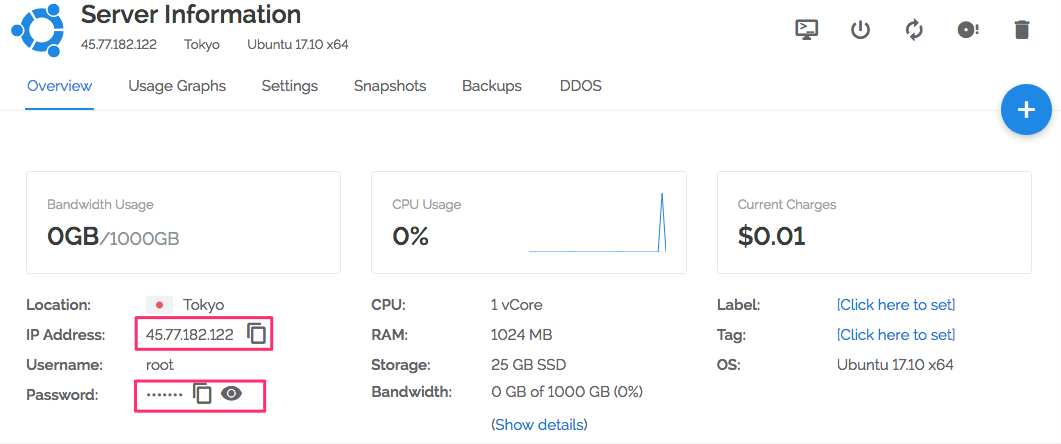 Server Information
45.77.182.122 Tokyo Ubuntu 17.10 x64
Overview Usage Graphs Settings Snapshots Backups DDOS
Bandwidth Usage
0GB/1000GB
CPU Usage
0%
Current Charges
$0.01
Location: Tokyo
IP Address: 45.77.182.122
Username: root
Password: •••••••
CPU: 1 vCore
RAM: 1024 MB
Storage: 25 GB SSD
Bandwidth: 0 GB of 1000 GB (0%)
(Show details)
Label: [Click here to set]
Tag: [Click here to set]
OS: Ubuntu 17.10 x64